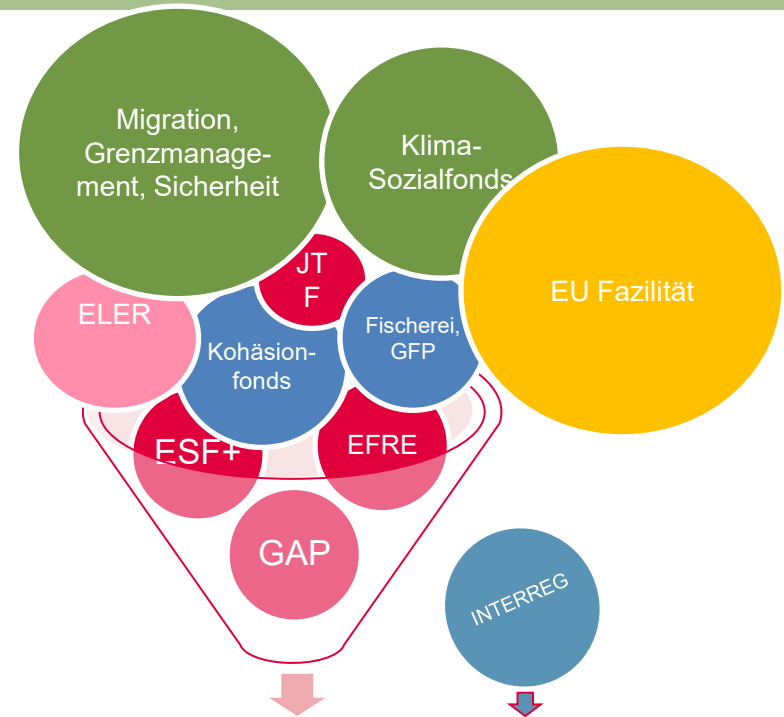 Migration,
Grenzmanage-
ment, Sicherheit
Klima-
Sozialfonds
EU Fazilität
JT
F
ELER
Fischerei,
GFP
Kohäsion-
fonds
ESF+
EFRE
GAP
INTERREG